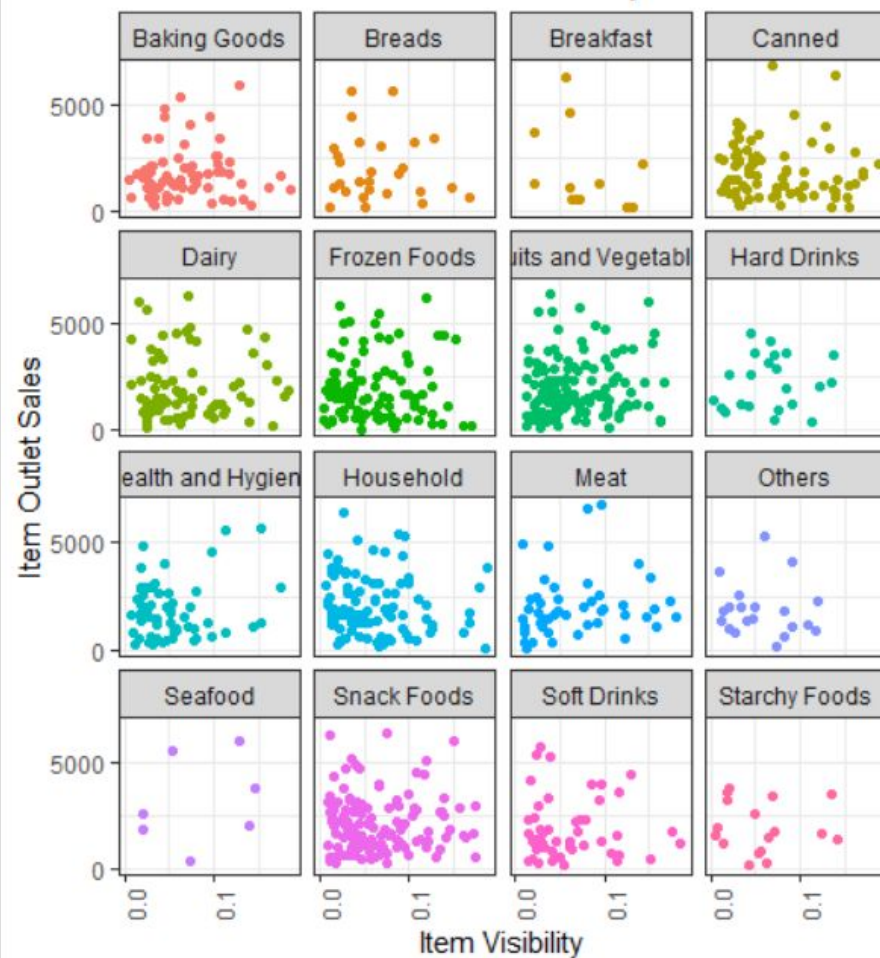 Baking Goods Breads Breakfast Canned
5000
0
Dairy Frozen Foods uits and Vegetabl Hard Drinks
5000
0
ealth and Hygien Household Meat Others
5000
0
Seafood Snack Foods Soft Drinks Starchy Foods
5000
0
0.0 0.1 0.0 0.1 0.0 0.1 0.0 0.1
Item Outlet Sales
Item Visibility